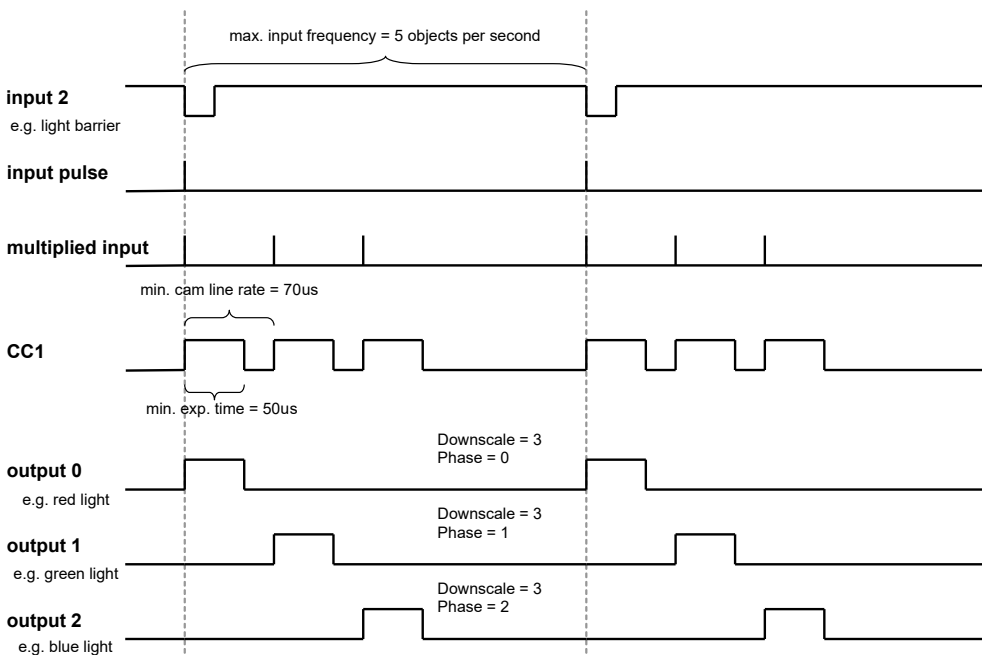 max. input frequency = 5 objects per second
input 2
e.g. light barrier
input pulse
multiplied input
min. cam line rate = 70us
CC1
min. exp. time = 50us
Downscale = 3
Phase = 0
output 0
e.g. red light
Downscale = 3
Phase = 1
output 1
e.g. green light
Downscale = 3
Phase = 2
output 2
e.g. blue light